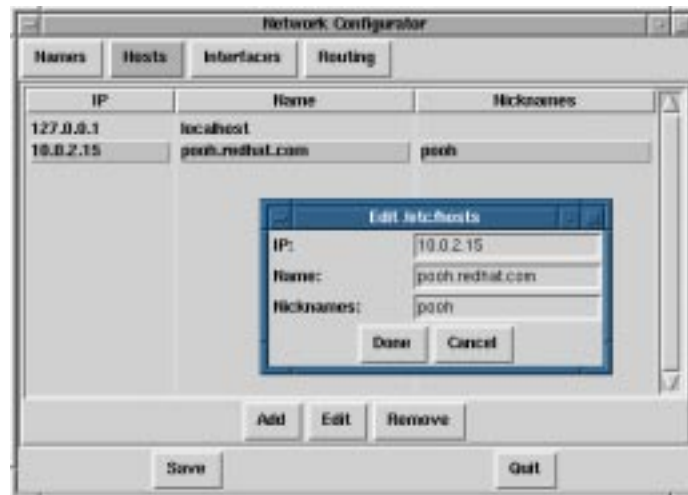 Network Configurator
Names Hosts Interfaces Routing
IP Name Nicknames
127.0.0.1 localhost
10.0.2.15 pooh.redhat.com pooh
Edit /etc/hosts
IP: 10.0.2.15
Name: pooh.redhat.com
Nicknames: pooh
Done Cancel
Add Edit Remove
Save Quit